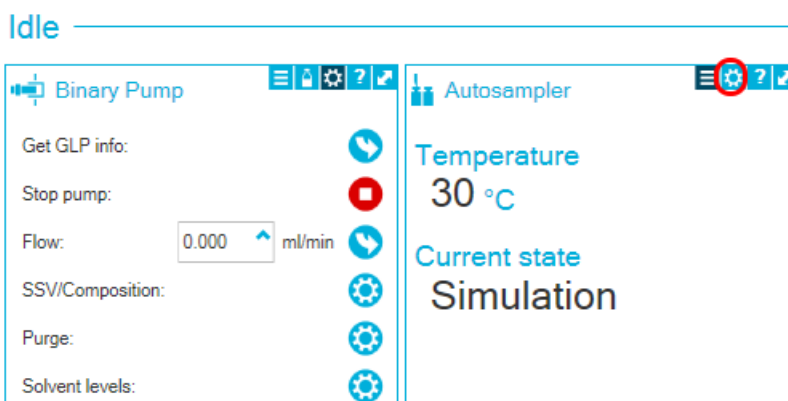 Idle
Binary Pump ?
Get GLP info:
Stop pump:
Flow: 0.000 ml/min
SSV/Composition:
Purge:
Solvent levels:
Autosampler ?
Temperature
30 °C
Current state
Simulation